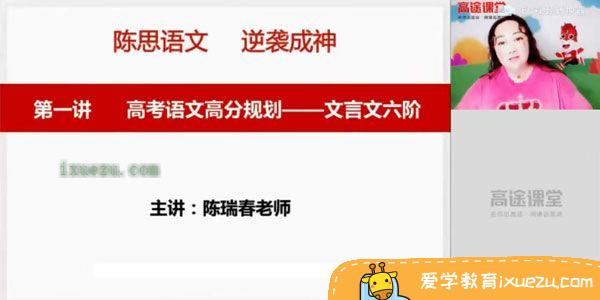 陈思语文 逆袭成神
第一讲 高考语文高分规划——文言文六阶
ixuezu.com
主讲：陈瑞春老师
高途课堂
高途课堂
爱学教育ixuezu.com